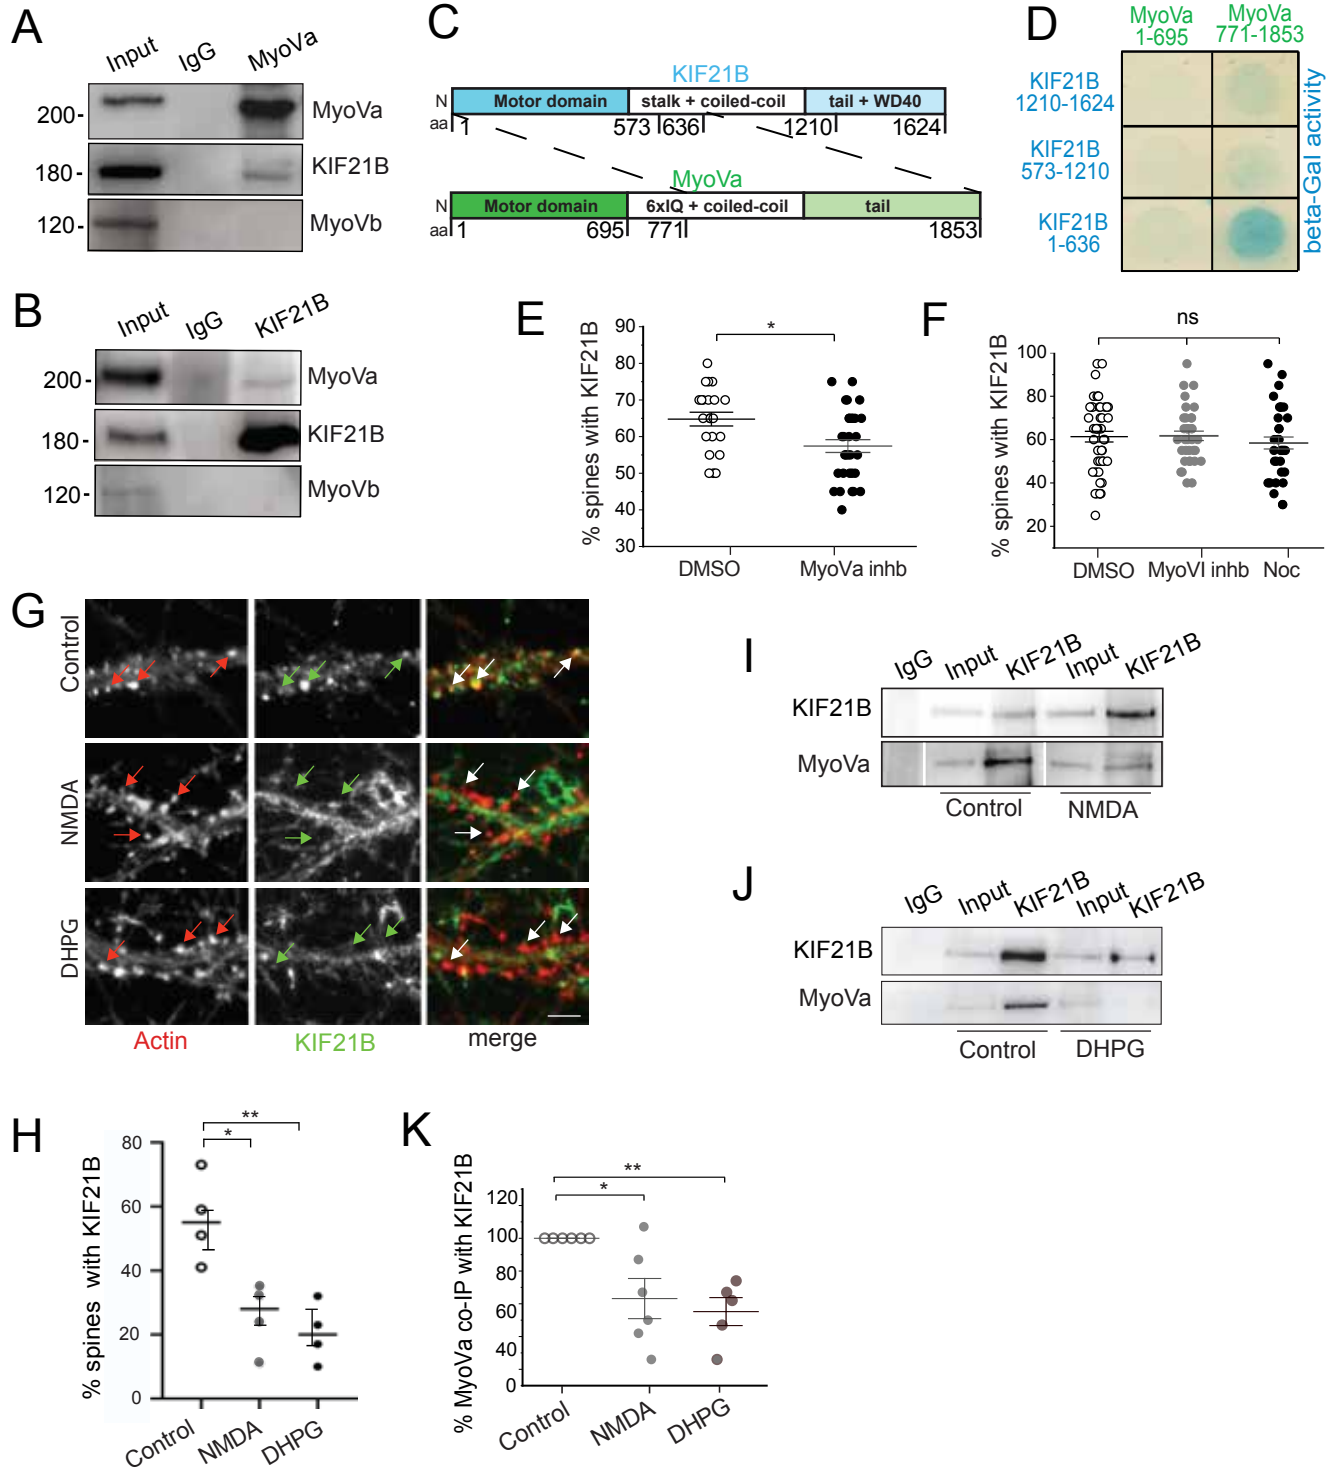 A
Input
IgG
MyoVa
200-
MyoVa
180-
KIF21B
120-
MyoVb
B
Input
IgG
KIF21B
200-
MyoVa
180-
KIF21B
120-
MyoVb
C
KIF21B
N Motor domain stalk + coiled-coil tail + WD40
aa 1 573 636 1210 1624
MyoVa
N Motor domain 6xIQ + coiled-coil tail
aa 1 695 771 1853
D
MyoVa MyoVa
1-695 771-1853
KIF21B
1210-1624
KIF21B
573-1210
KIF21B
1-636
beta-Gal activity
E
% spines with KIF21B
90
80
70
60
50
40
30
*
DMSO MyoVa inhb
F
% spines with KIF21B
100
80
60
40
20
ns
DMSO MyoVI inhb Noc
G
Control
NMDA
DHPG
Actin KIF21B merge
H
% spines with KIF21B
80
60
40
20
0
**
*
Control
NMDA
DHPG
I
IgG
Input
KIF21B
Input
KIF21B
KIF21B
MyoVa
Control NMDA
J
IgG
Input
KIF21B
Input
KIF21B
KIF21B
MyoVa
Control DHPG
K
% MyoVa co-IP with KIF21B
120
100
80
60
40
0
**
*
Control
NMDA
DHPG